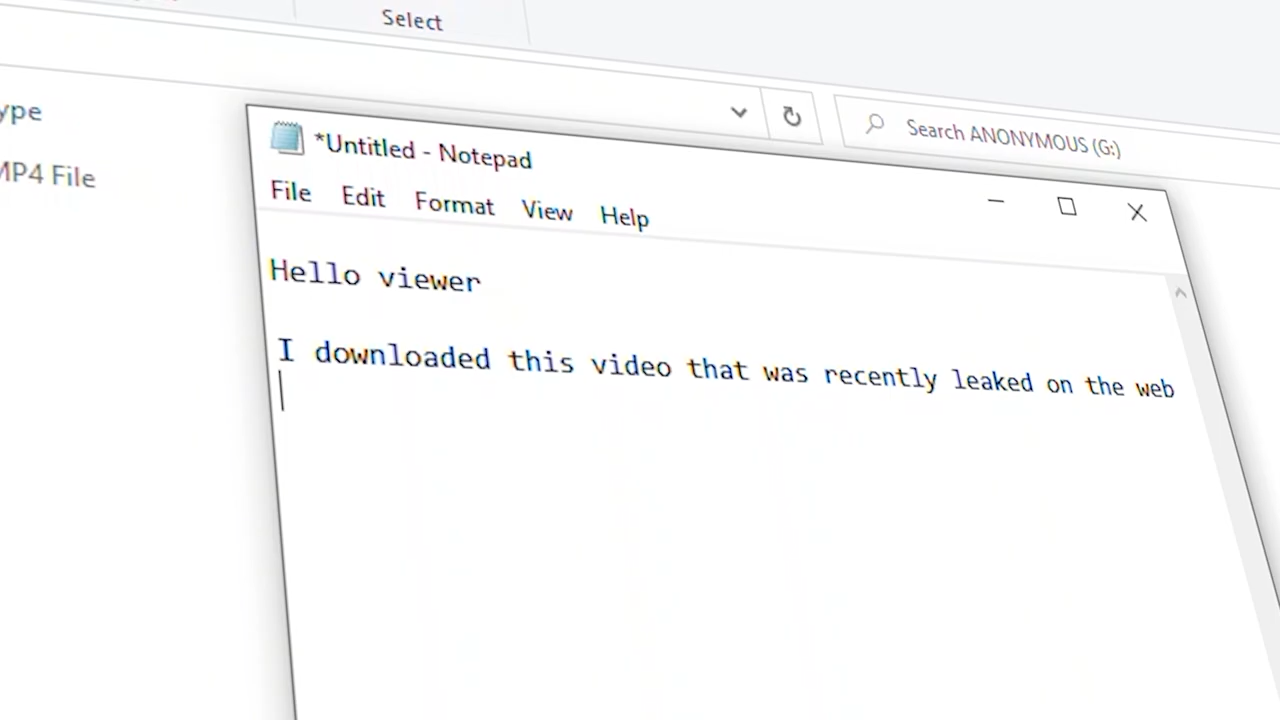 Select
ype
MP4 File
Search ANONYMOUS (G:)
*Untitled - Notepad
File Edit Format View Help
Hello viewer
I downloaded this video that was recently leaked on the web